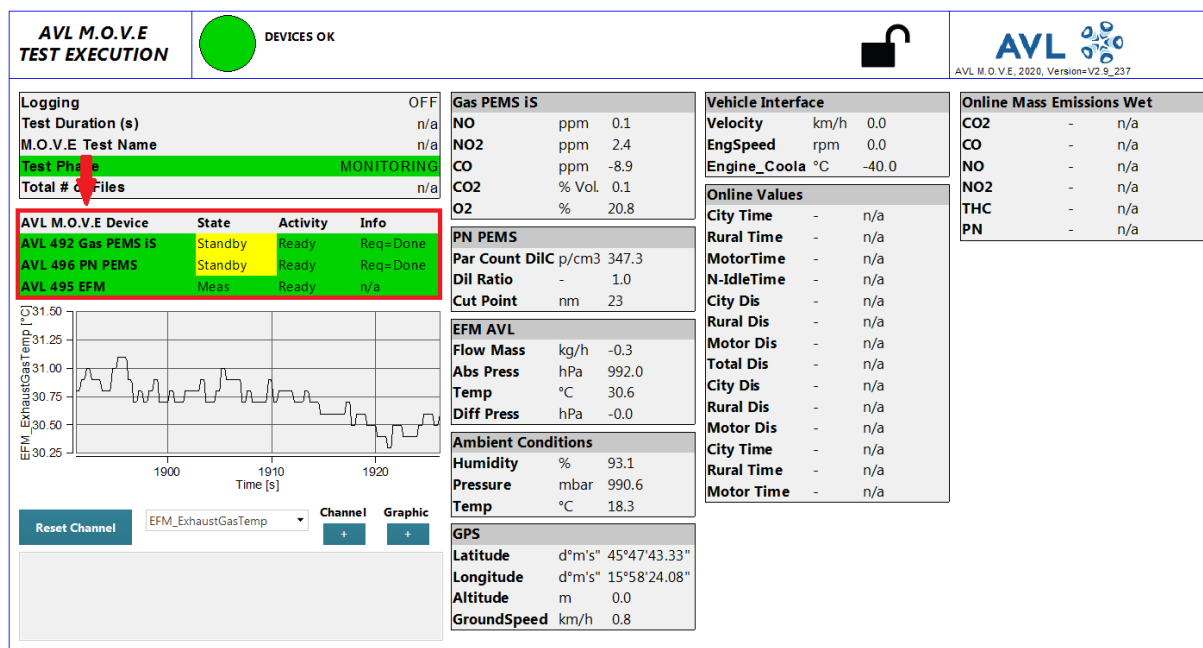 AVL M.O.V.E
TEST EXECUTION
DEVICES OK
AVL
AVL M.O.V.E, 2020, Version=V2.9_237
Logging OFF
Test Duration (s) n/a
M.O.V.E Test Name n/a
Test Phase MONITORING
Total # of Files n/a
AVL M.O.V.E Device State Activity Info
AVL 492 Gas PEMS iS Standby Ready Req=Done
AVL 496 PN PEMS Standby Ready Req=Done
AVL 495 EFM Meas Ready n/a
EFM_ExhaustGasTemp [°C]
31.50
31.25
31.00
30.75
30.50
30.25
1900 1910 1920
Time [s]
Reset Channel
EFM_ExhaustGasTemp
Channel Graphic
+ +
Gas PEMS iS
NO ppm 0.1
NO2 ppm 2.4
CO ppm -8.9
CO2 % Vol. 0.1
O2 % 20.8
PN PEMS
Par Count DilC p/cm3 347.3
Dil Ratio - 1.0
Cut Point nm 23
EFM AVL
Flow Mass kg/h -0.3
Abs Press hPa 992.0
Temp °C 30.6
Diff Press hPa -0.0
Ambient Conditions
Humidity % 93.1
Pressure mbar 990.6
Temp °C 18.3
GPS
Latitude d°m's" 45°47'43.33"
Longitude d°m's" 15°58'24.08"
Altitude m 0.0
GroundSpeed km/h 0.8
Vehicle Interface
Velocity km/h 0.0
EngSpeed rpm 0.0
Engine_Coola °C -40.0
Online Values
City Time - n/a
Rural Time - n/a
MotorTime - n/a
N-IdleTime - n/a
City Dis - n/a
Rural Dis - n/a
Motor Dis - n/a
Total Dis - n/a
City Dis - n/a
Rural Dis - n/a
Motor Dis - n/a
City Time - n/a
Rural Time - n/a
Motor Time - n/a
Online Mass Emissions Wet
CO2 - n/a
CO - n/a
NO - n/a
NO2 - n/a
THC - n/a
PN - n/a